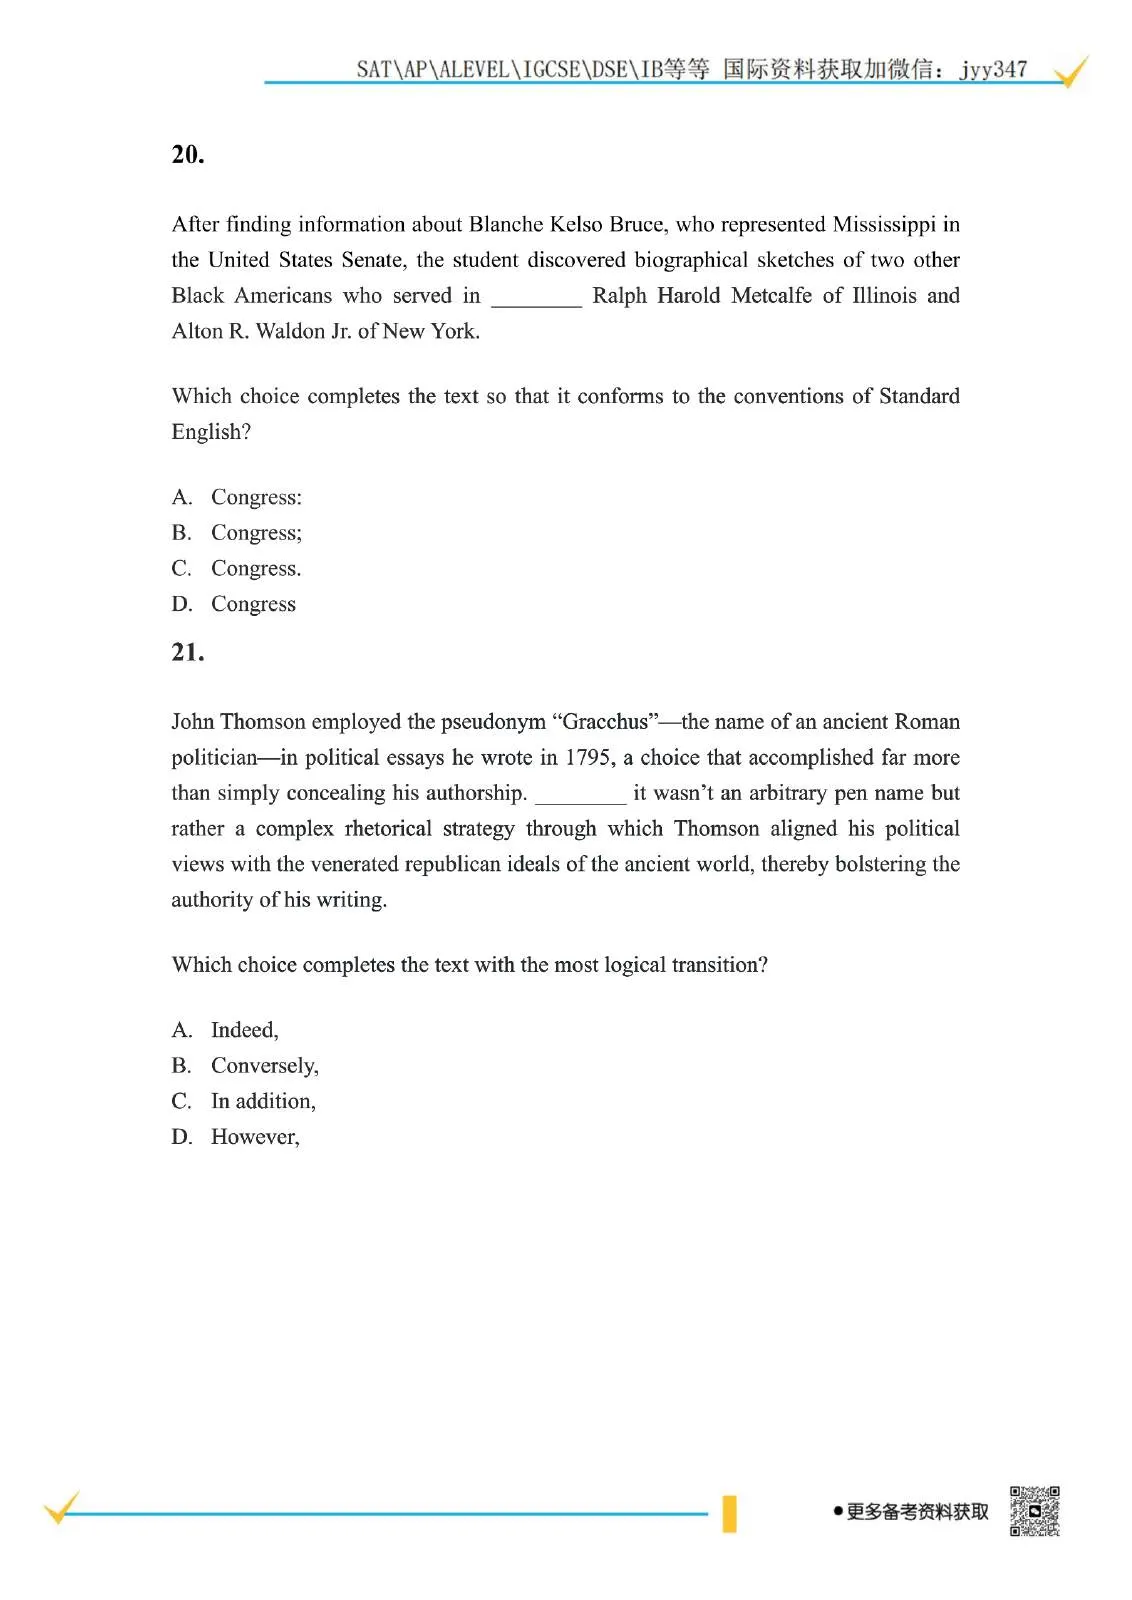 SAT\AP\ALEVEL\IGCSE\DSE\IB等等 国际资料获取加微信：jyy347
20.
After finding information about Blanche Kelso Bruce, who represented Mississippi in
the United States Senate, the student discovered biographical sketches of two other
Black Americans who served in ________ Ralph Harold Metcalfe of Illinois and
Alton R. Waldon Jr. of New York.
Which choice completes the text so that it conforms to the conventions of Standard
English?
A. Congress:
B. Congress;
C. Congress.
D. Congress
21.
John Thomson employed the pseudonym “Gracchus”—the name of an ancient Roman
politician—in political essays he wrote in 1795, a choice that accomplished far more
than simply concealing his authorship. ________ it wasn’t an arbitrary pen name but
rather a complex rhetorical strategy through which Thomson aligned his political
views with the venerated republican ideals of the ancient world, thereby bolstering the
authority of his writing.
Which choice completes the text with the most logical transition?
A. Indeed,
B. Conversely,
C. In addition,
D. However,
●更多备考资料获取